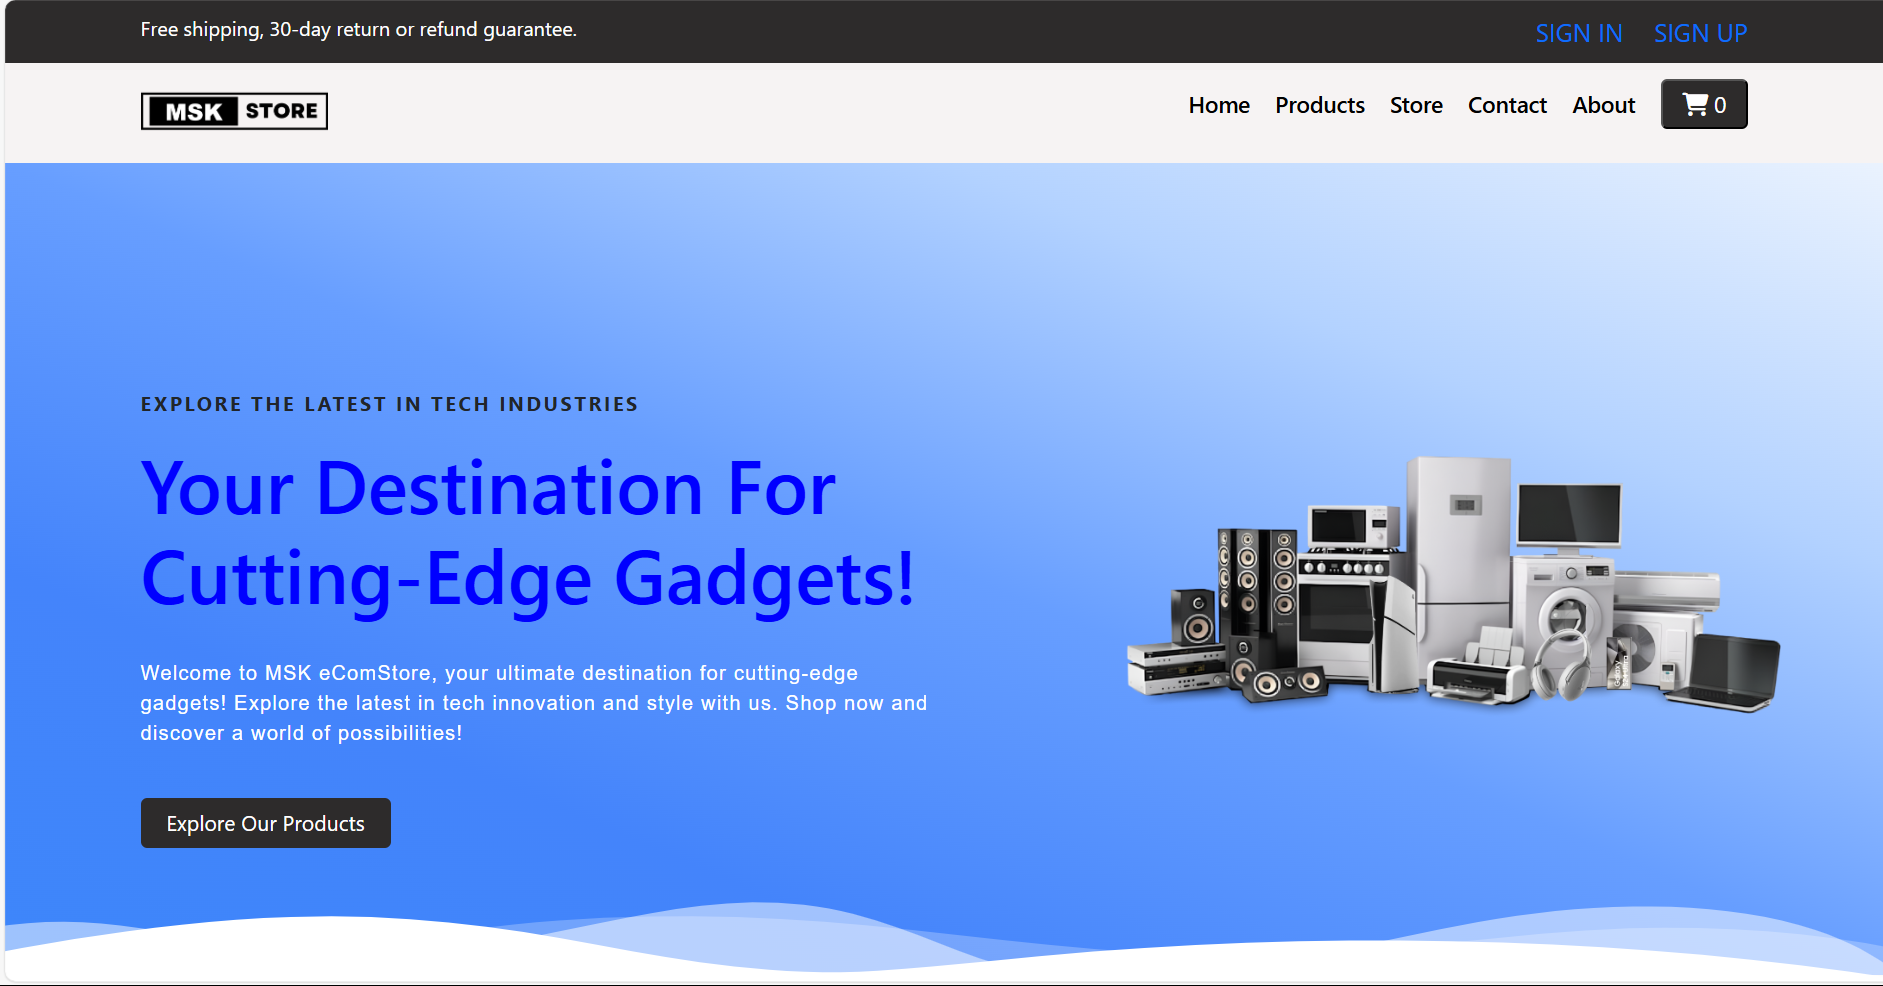 Free shipping, 30-day return or refund guarantee.
SIGN IN SIGN UP
MSK STORE
Home Products Store Contact About 0
EXPLORE THE LATEST IN TECH INDUSTRIES
Your Destination For
Cutting-Edge Gadgets!
Welcome to MSK eComStore, your ultimate destination for cutting-edge
gadgets! Explore the latest in tech innovation and style with us. Shop now and
discover a world of possibilities!
Galaxy
Explore Our Products